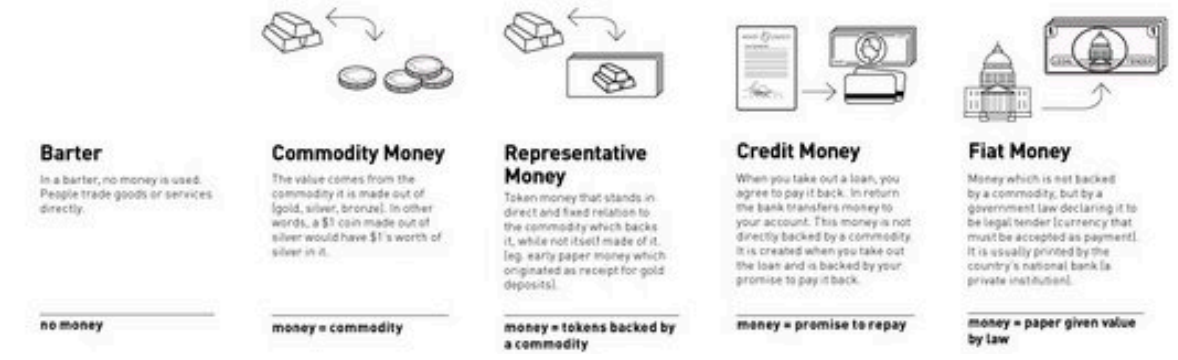 Barter
In a barter, no money is used.
People trade goods or services
directly.
no money
Commodity Money
The value comes from the
commodity it is made out of
(gold, silver, bronze). In other
words, a $1 coin made out of
silver would have $1's worth of
silver in it.
money = commodity
Representative
Money
Token money that stands in
direct and fixed relation to
the commodity which backs
it, while not itself made of it.
(eg. early paper money which
originated as receipt for gold
deposits).
money = tokens backed by
a commodity
Credit Money
When you take out a loan, you
agree to pay it back. In return
the bank transfers money to
your account. This money is not
directly backed by a commodity.
It is created when you take out
the loan and is backed by your
promise to pay it back.
money = promise to repay
1 1
LEGAL TENDER
Fiat Money
Money which is not backed
by a commodity, but by a
government law declaring it to
be legal tender (currency that
must be accepted as payment).
It is usually printed by the
country's national bank (a
private institution).
money = paper given value
by law